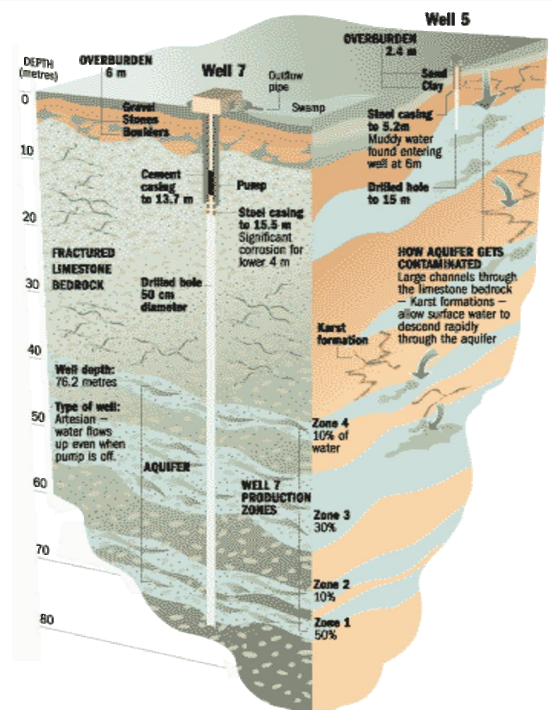 Well 5
OVERBURDEN
2.4 m
Sand
Clay
Steel casing
to 5.2m
Muddy water
found entering
well at 6m
Drilled hole
to 15 m
HOW AQUIFER GETS
CONTAMINATED
Large channels through
the limestone bedrock
– Karst formations –
allow surface water to
descend rapidly
through the aquifer
Karst
formation
DEPTH
(metres)
0
10
20
30
40
50
60
70
80
OVERBURDEN
6 m
Well 7
Outflow
pipe
Swamp
Gravel
Stones
Boulders
Cement
casing
to 13.7 m
Pump
Steel casing
to 15.5 m
Significant
corrosion for
lower 4 m
FRACTURED
LIMESTONE
BEDROCK
Drilled hole
50 cm
diameter
Well depth:
76.2 metres
Type of well:
Artesian –
water flows
up even when
pump is off.
AQUIFER
WELL 7
PRODUCTION
ZONES
Zone 4
10% of
water
Zone 3
30%
Zone 2
10%
Zone 1
50%